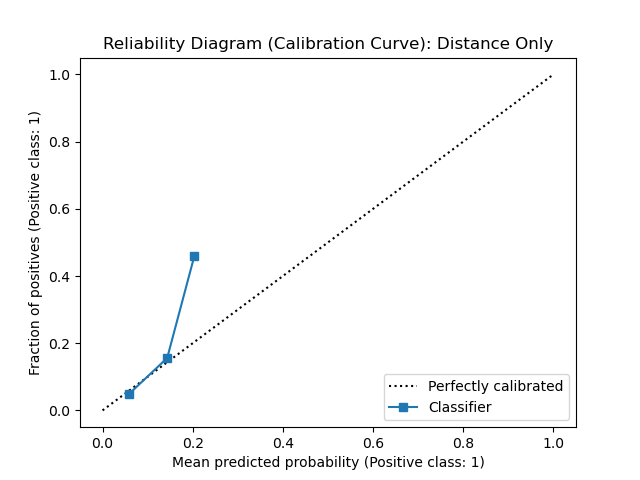 Reliability Diagram (Calibration Curve): Distance Only
Fraction of positives (Positive class: 1)
1.0
0.8
0.6
0.4
0.2
0.0
0.0 0.2 0.4 0.6 0.8 1.0
Mean predicted probability (Positive class: 1)
Perfectly calibrated
Classifier